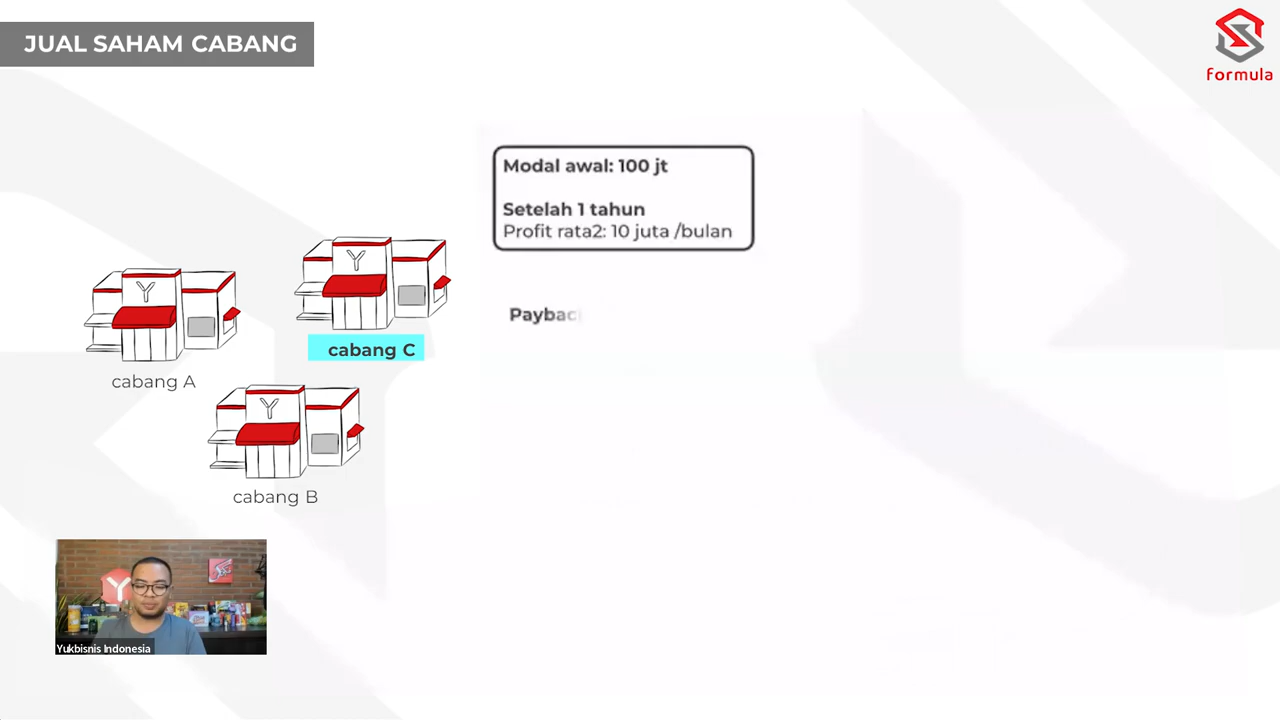 JUAL SAHAM CABANG
Formula
Modal awal: 100 jt
Setelah 1 tahun
Profit rata2: 10 juta /bulan
Y
cabang C
Y
cabang A
Y
cabang B
Y
Yukbisnis Indonesia